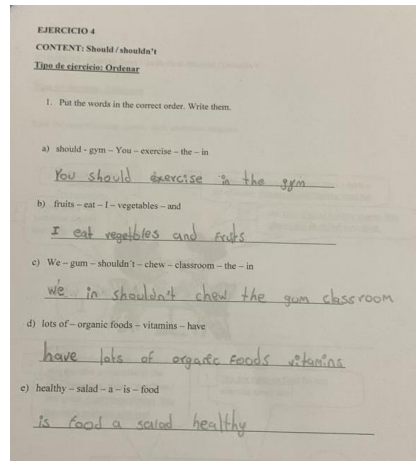 EJERCICIO 4
CONTENT: Should / shouldn't
Tipo de ejercicio: Ordenar
1. Put the words in the correct order. Write them.
a) should - gym – You – exercise – the – in
You should exercise in the gym
b) fruits – eat – I – vegetables – and
I eat vegetbles and fruts
c) We – gum – shouldn´t – chew – classroom – the – in
we in shouldn't chew the gum classroom
d) lots of – organic foods – vitamins – have
have lots of organic foods vitamins
e) healthy – salad – a – is – food
is food a salad healthy